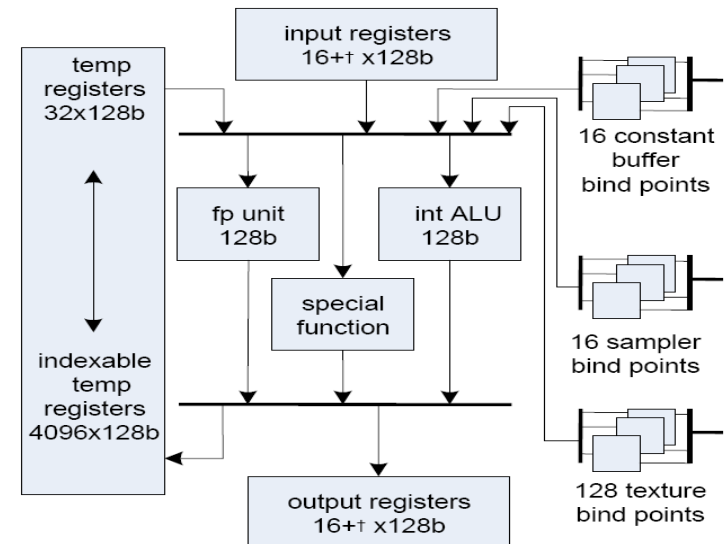 temp
registers
32x128b
indexable
temp
registers
4096x128b
input registers
16+† x128b
fp unit
128b
int ALU
128b
special
function
output registers
16+† x128b
16 constant
buffer
bind points
16 sampler
bind points
128 texture
bind points